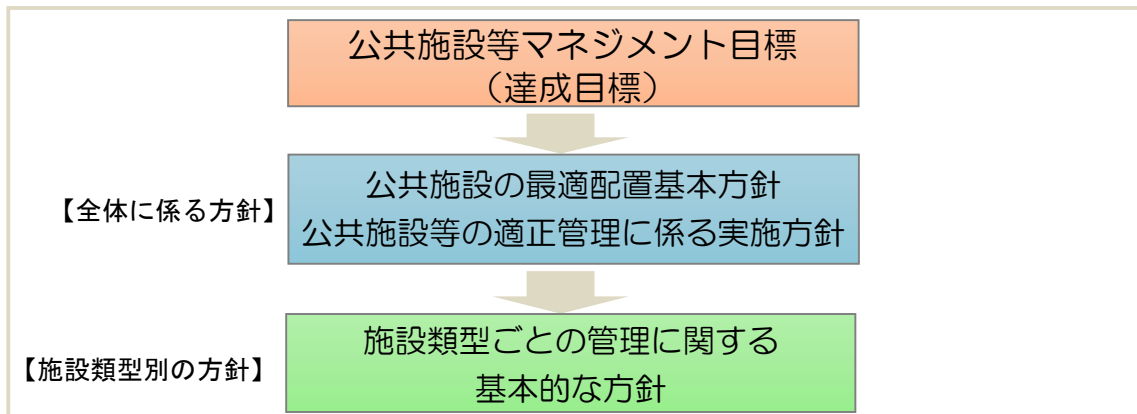 公共施設等マネジメント目標
（達成目標）
【全体に係る方針】
公共施設の最適配置基本方針
公共施設等の適正管理に係る実施方針
【施設類型別の方針】
施設類型ごとの管理に関する
基本的な方針